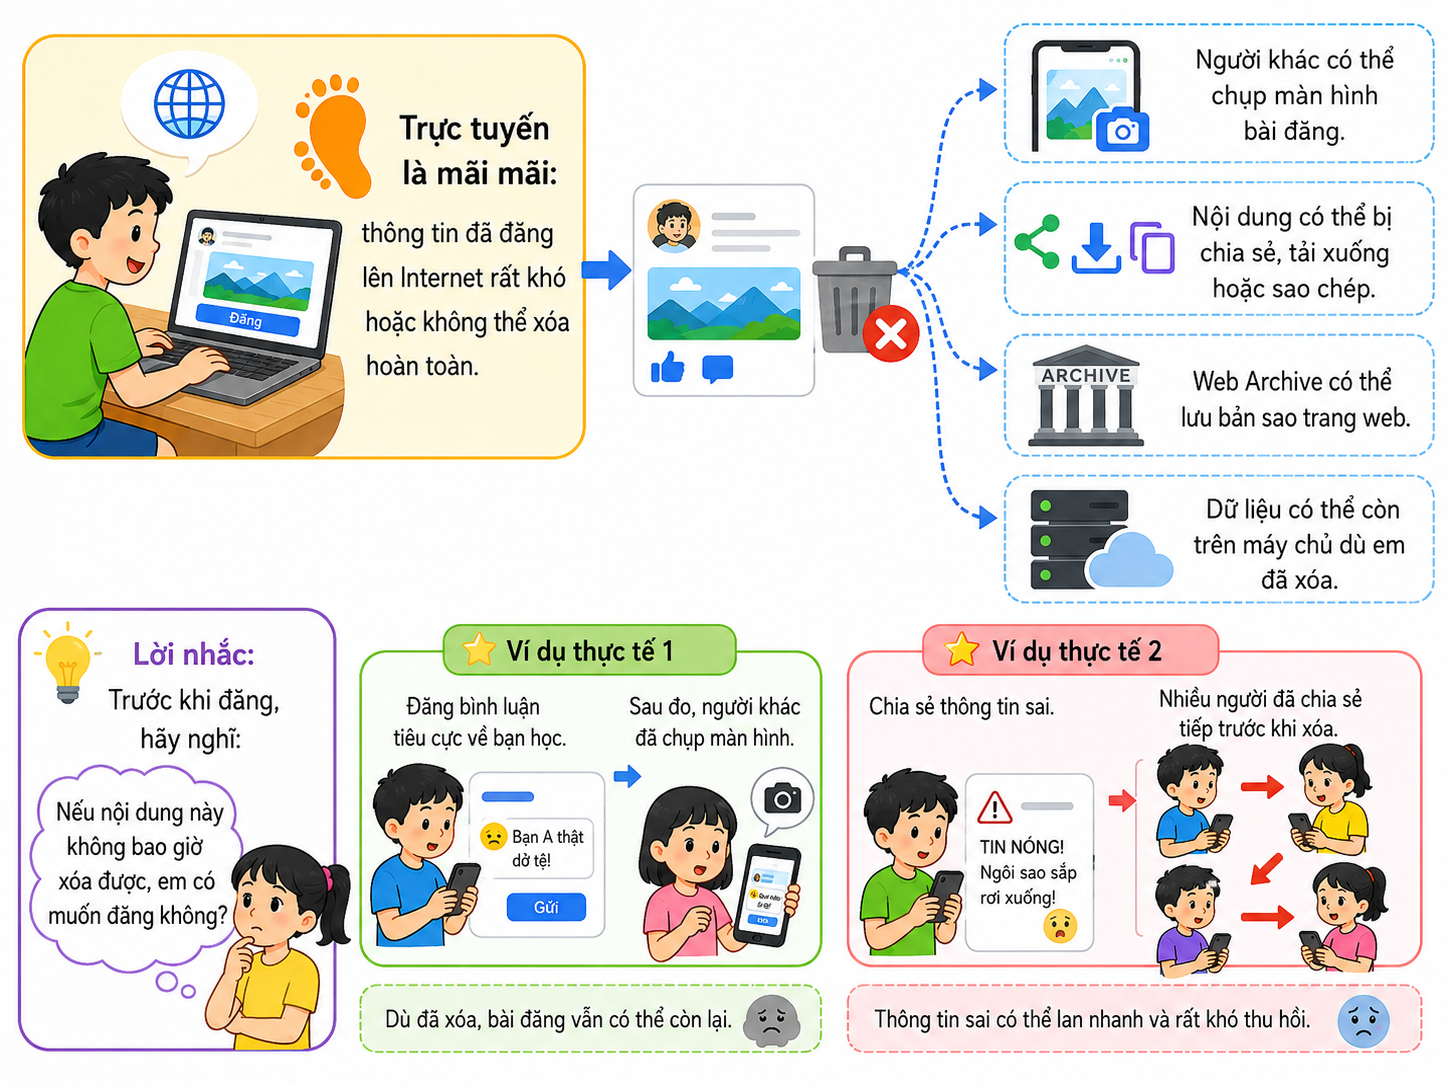 Trực tuyến
là mãi mãi:
thông tin đã đăng
lên Internet rất khó
hoặc không thể xóa
hoàn toàn.
Đăng
Người khác có thể
chụp màn hình
bài đăng.
Nội dung có thể bị
chia sẻ, tải xuống
hoặc sao chép.
ARCHIVE
Web Archive có thể
lưu bản sao trang web.
Dữ liệu có thể còn
trên máy chủ dù em
đã xóa.
Lời nhắc:
Trước khi đăng,
hãy nghĩ:
Nếu nội dung này
không bao giờ
xóa được, em có
muốn đăng không?
Ví dụ thực tế 1
Đăng bình luận
tiêu cực về bạn học.
Bạn A thật
dở tệ!
Gửi
Sau đo, người khác
đã chụp màn hình.
Dù đã xóa, bài đăng vẫn có thể còn lại.
Ví dụ thực tế 2
Chia sẻ thông tin sai.
TIN NÓNG!
Ngôi sao sắp
rơi xuống!
Nhiều người đã chia sẻ
tiếp trước khi xóa.
Thông tin sai có thể lan nhanh và rất khó thu hồi.